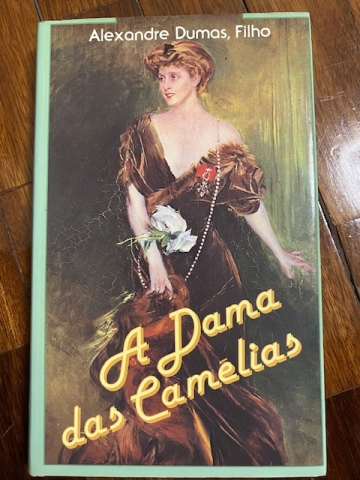 Alexandre Dumas, Filho
A Dama
das Camélias